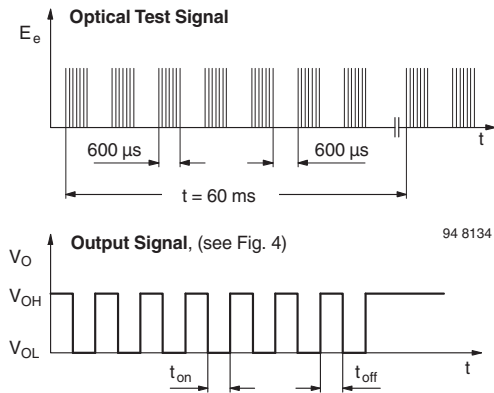 Optical Test Signal
E_e
t
600 µs
600 µs
t = 60 ms
94 8134
Output Signal, (see Fig. 4)
V_O
V_OH
V_OL
t
t_on
t_off